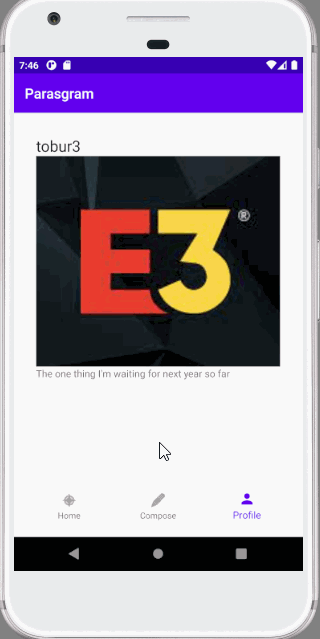 7:46
Parasgram
tobur3
E3®
The one thing I'm waiting for next year so far
Home
Compose
Profile